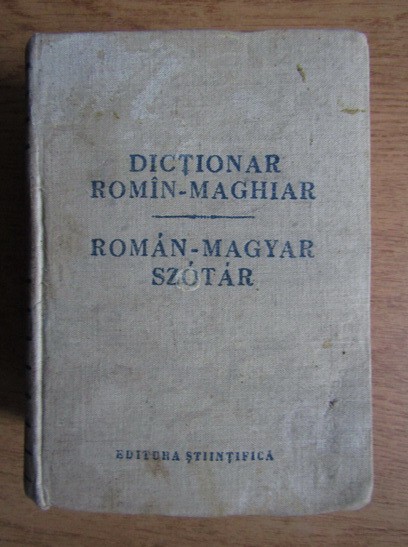 DICȚIONAR
ROMÎN-MAGHIAR
ROMÁN-MAGYAR
SZÓTÁR
EDITURA ȘTIINȚIFICĂ